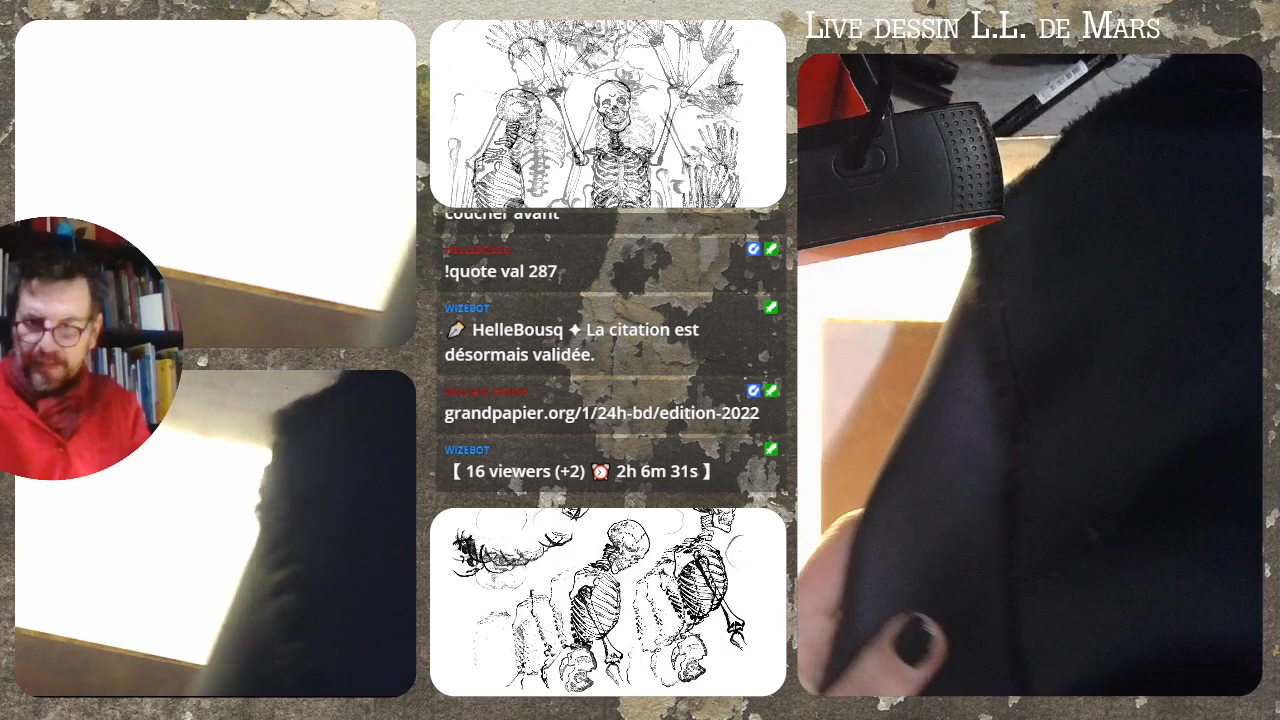 Live dessin L.L. de Mars
coucher avant
!quote val 287
WIZEBOT
HelleBousq ✦ La citation est
désormais validée.
grandpapier.org/1/24h-bd/edition-2022
WIZEBOT
【 16 viewers (+2) ⏰ 2h 6m 31s 】